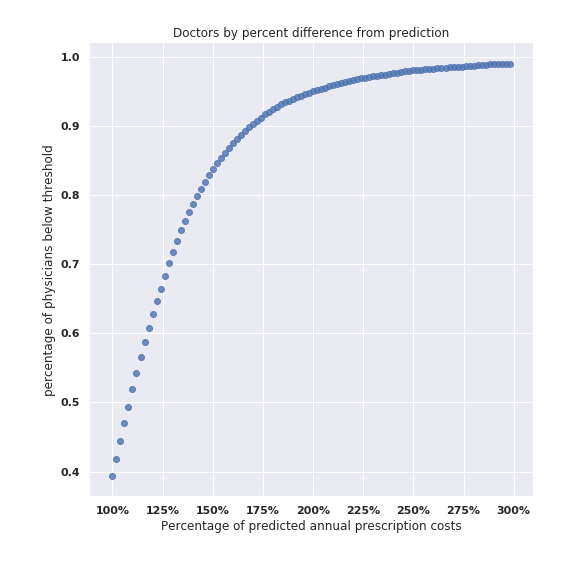 Doctors by percent difference from prediction
percentage of physicians below threshold
1.0
0.9
0.8
0.7
0.6
0.5
0.4
100% 125% 150% 175% 200% 225% 250% 275% 300%
Percentage of predicted annual prescription costs